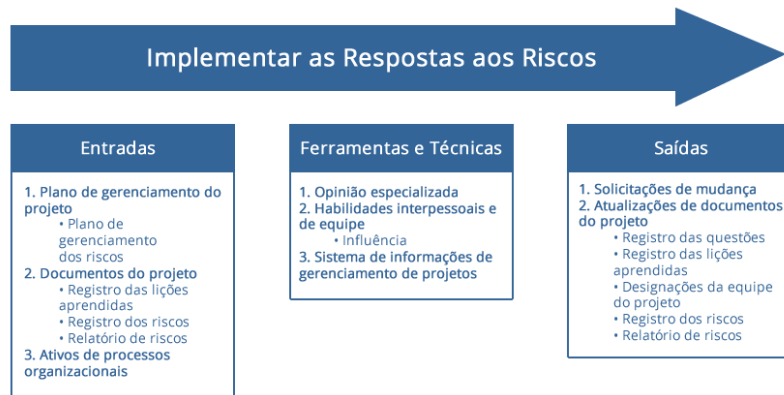 Implementar as Respostas aos Riscos
Entradas
1. Plano de gerenciamento do
projeto
• Plano de
gerenciamento
dos riscos
2. Documentos do projeto
• Registro das lições
aprendidas
• Registro dos riscos
• Relatório de riscos
3. Ativos de processos
organizacionais
Ferramentas e Técnicas
1. Opinião especializada
2. Habilidades interpessoais e
de equipe
• Influência
3. Sistema de informações de
gerenciamento de projetos
Saídas
1. Solicitações de mudança
2. Atualizações de documentos
do projeto
• Registro das questões
• Registro das lições
aprendidas
• Designações da equipe
do projeto
• Registro dos riscos
• Relatório de riscos